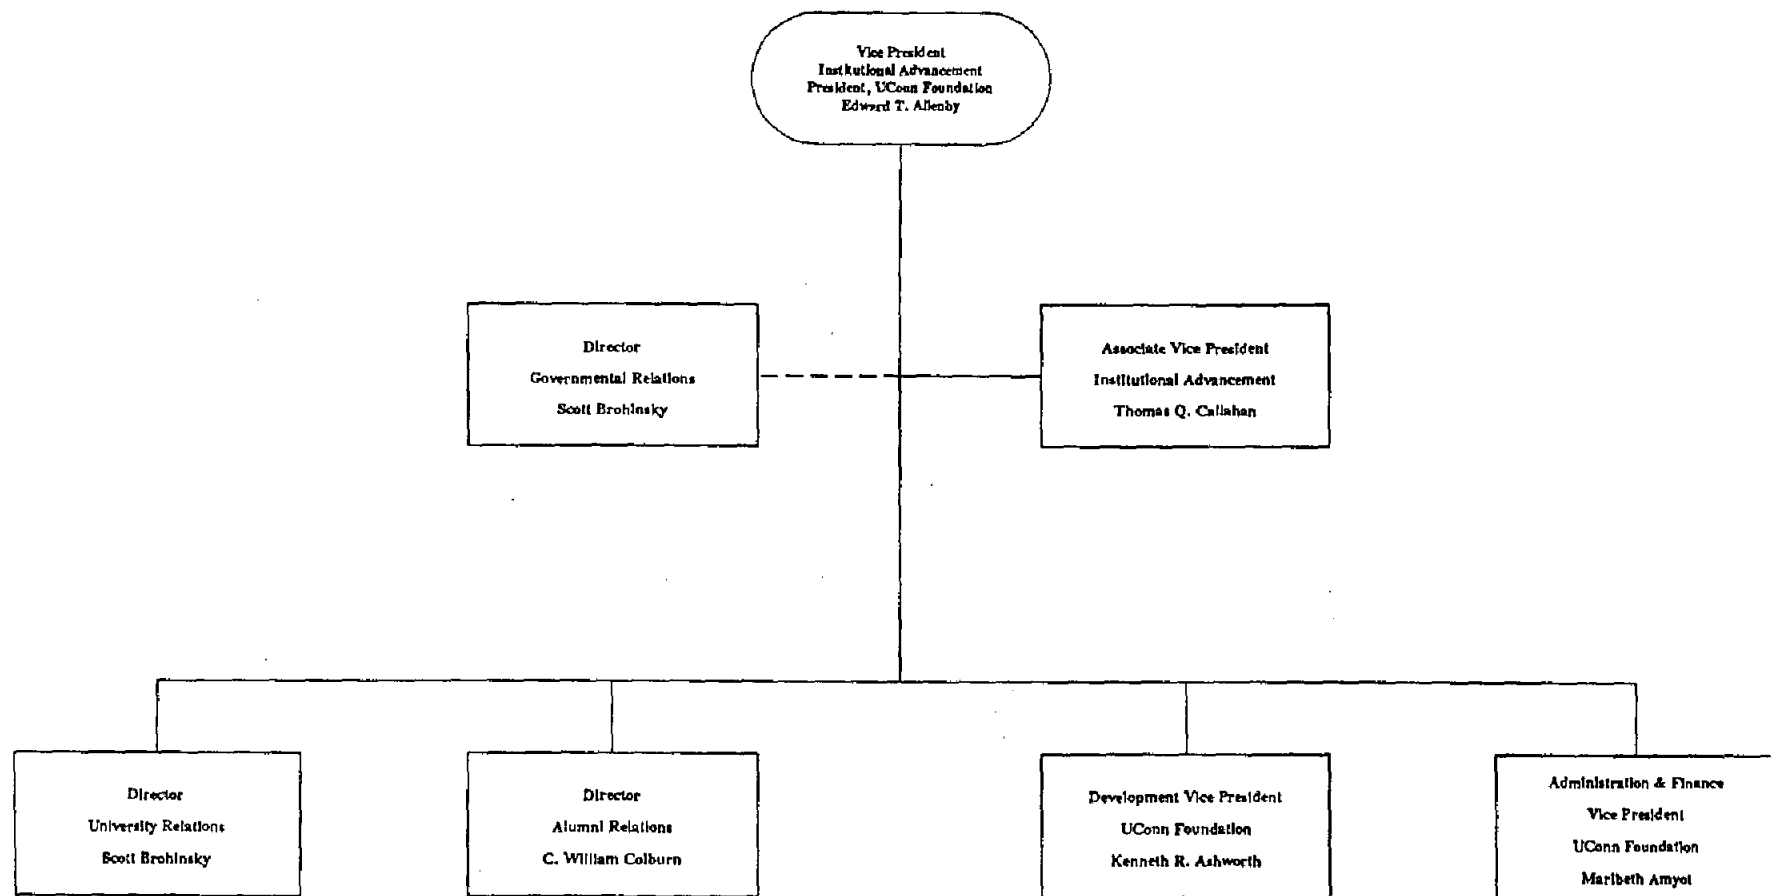 Vice President
Institutional Advancement
President, UConn Foundation
Edward T. Allenby
Director
Governmental Relations
Scott Brohinsky
Associate Vice President
Institutional Advancement
Thomas Q. Callahan
Director
University Relations
Scott Brohinsky
Director
Alumni Relations
C. William Colburn
Development Vice President
UConn Foundation
Kenneth R. Ashworth
Administration & Finance
Vice President
UConn Foundation
Maribeth Amyot